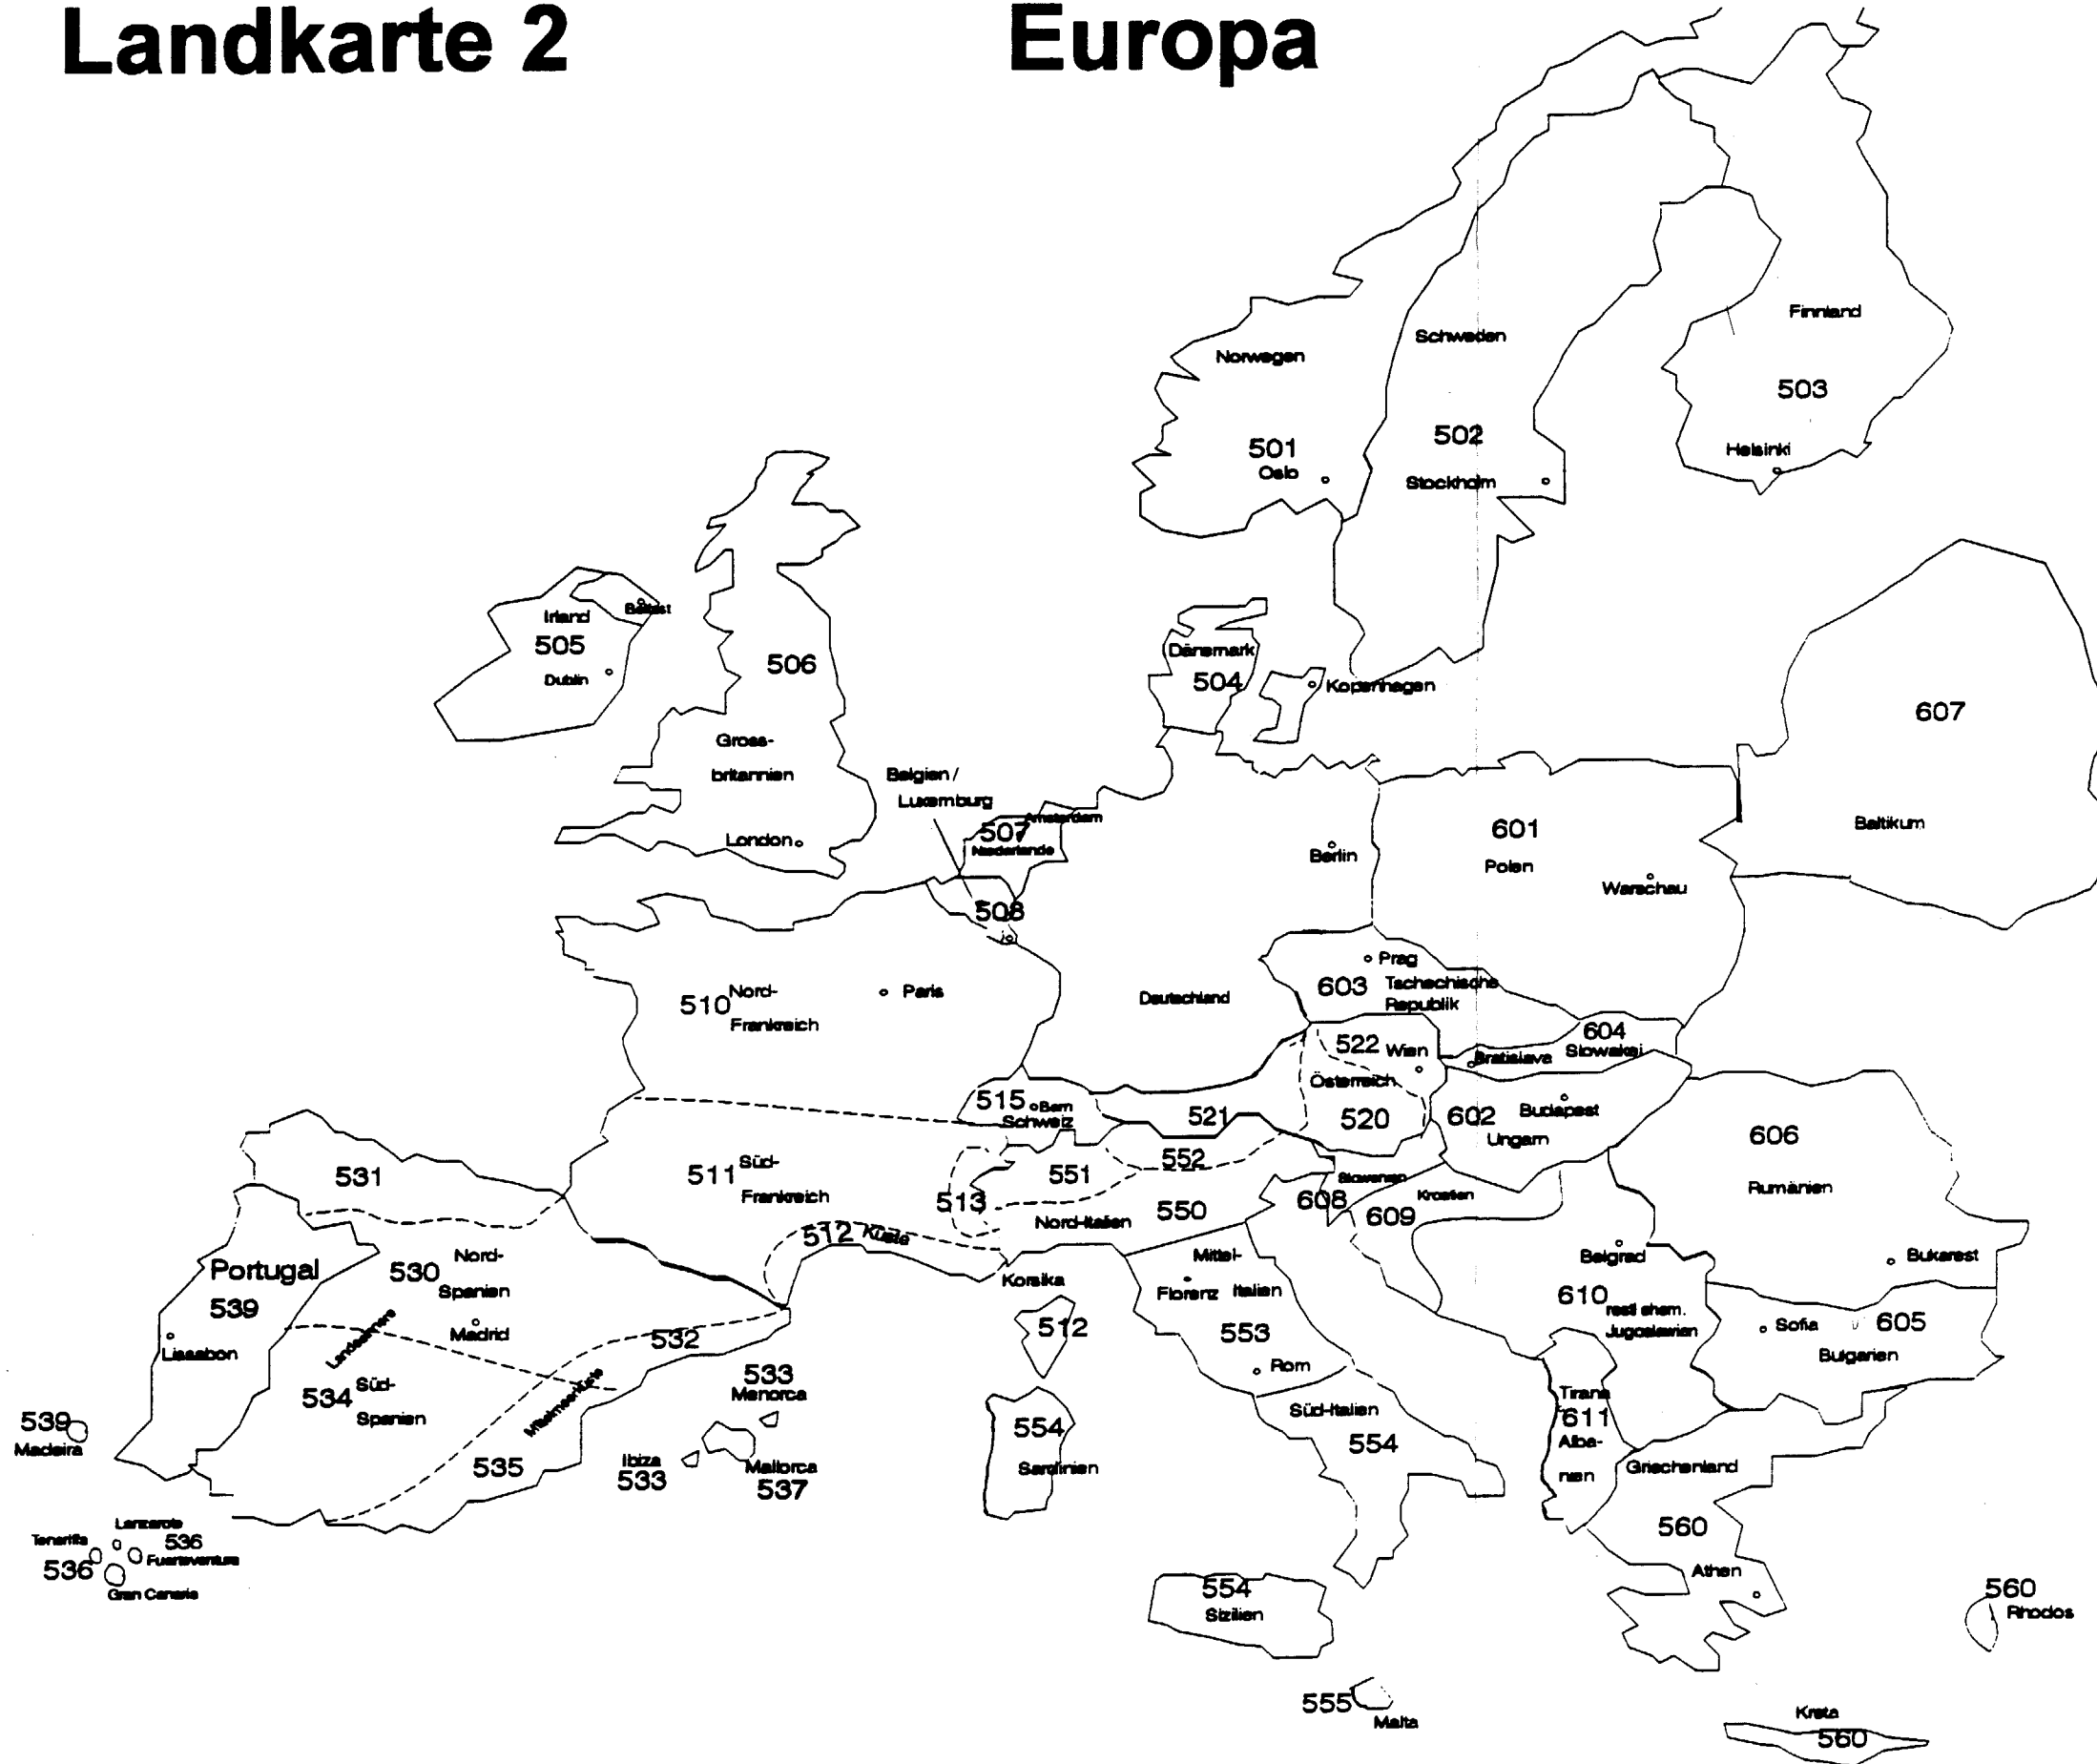 Landkarte 2
Europa
Finnland
Schweden
Norwegen
503
502
501
Helsinki
Oslo
Stockholm
Irland
Belfast
505
506
Dublin
Dänemark
504
Kopenhagen
607
Gross-
britannien
Belgien /
Luxemburg
Amsterdam
507
Niederlande
London
601
Baltikum
Berlin
Polen
Warschau
508
Prag
603
Tschechische
Republik
510
Nord-
Frankreich
Paris
Deutschland
522
Wien
604
Bratislava
Slowakei
Österreich
515
Bern
Schweiz
521
520
602
Budapest
Ungarn
606
Rumänien
531
511
Süd-
Frankreich
552
551
513
Slowenien
608
Kroatien
609
550
Nord-Italien
512
Küste
Portugal
539
530
Nord-
Spanien
Korsika
Mittel-
Italien
Florenz
Belgrad
Bukarest
610
restl ehem.
Jugoslawien
Sofia
605
Bulgarien
Lissabon
Landesinnere
Madrid
532
512
553
Rom
533
Menorca
534
Süd-
Spanien
Mittelmeerküste
Tirana
611
Alba-
nien
Süd-Italien
554
539
Madeira
554
Sardinien
535
Ibiza
533
Mallorca
537
Griechenland
560
Athen
Lanzarote
536
Teneriffa
536
Fuerteventura
Gran Canaria
554
Sizilien
560
Rhodos
555
Malta
Kreta
560